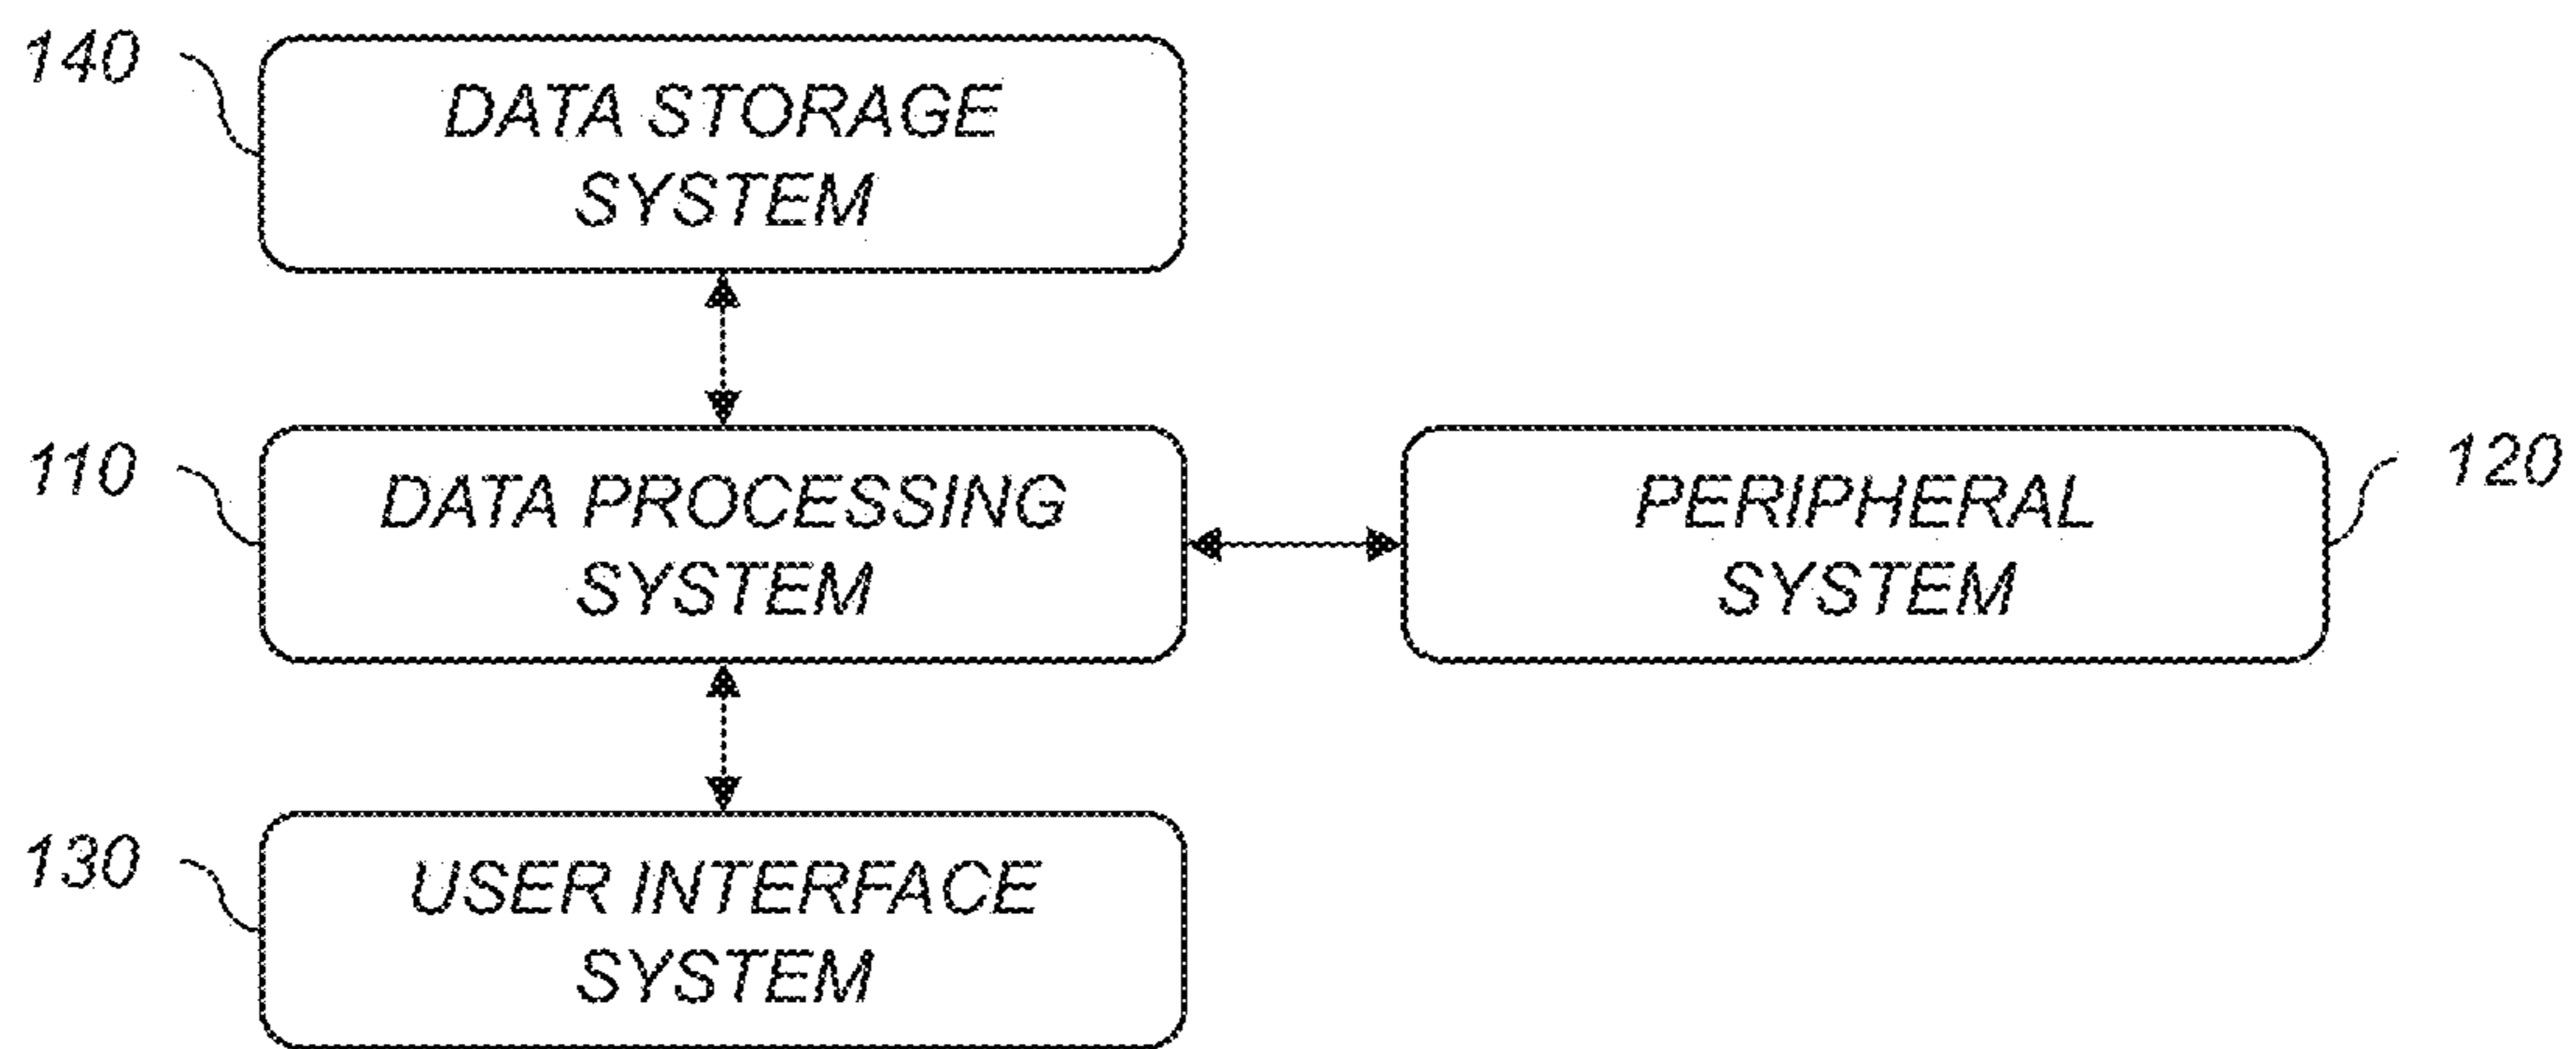 140
DATA STORAGE
SYSTEM
110
DATA PROCESSING
SYSTEM
PERIPHERAL
SYSTEM
120
130
USER INTERFACE
SYSTEM